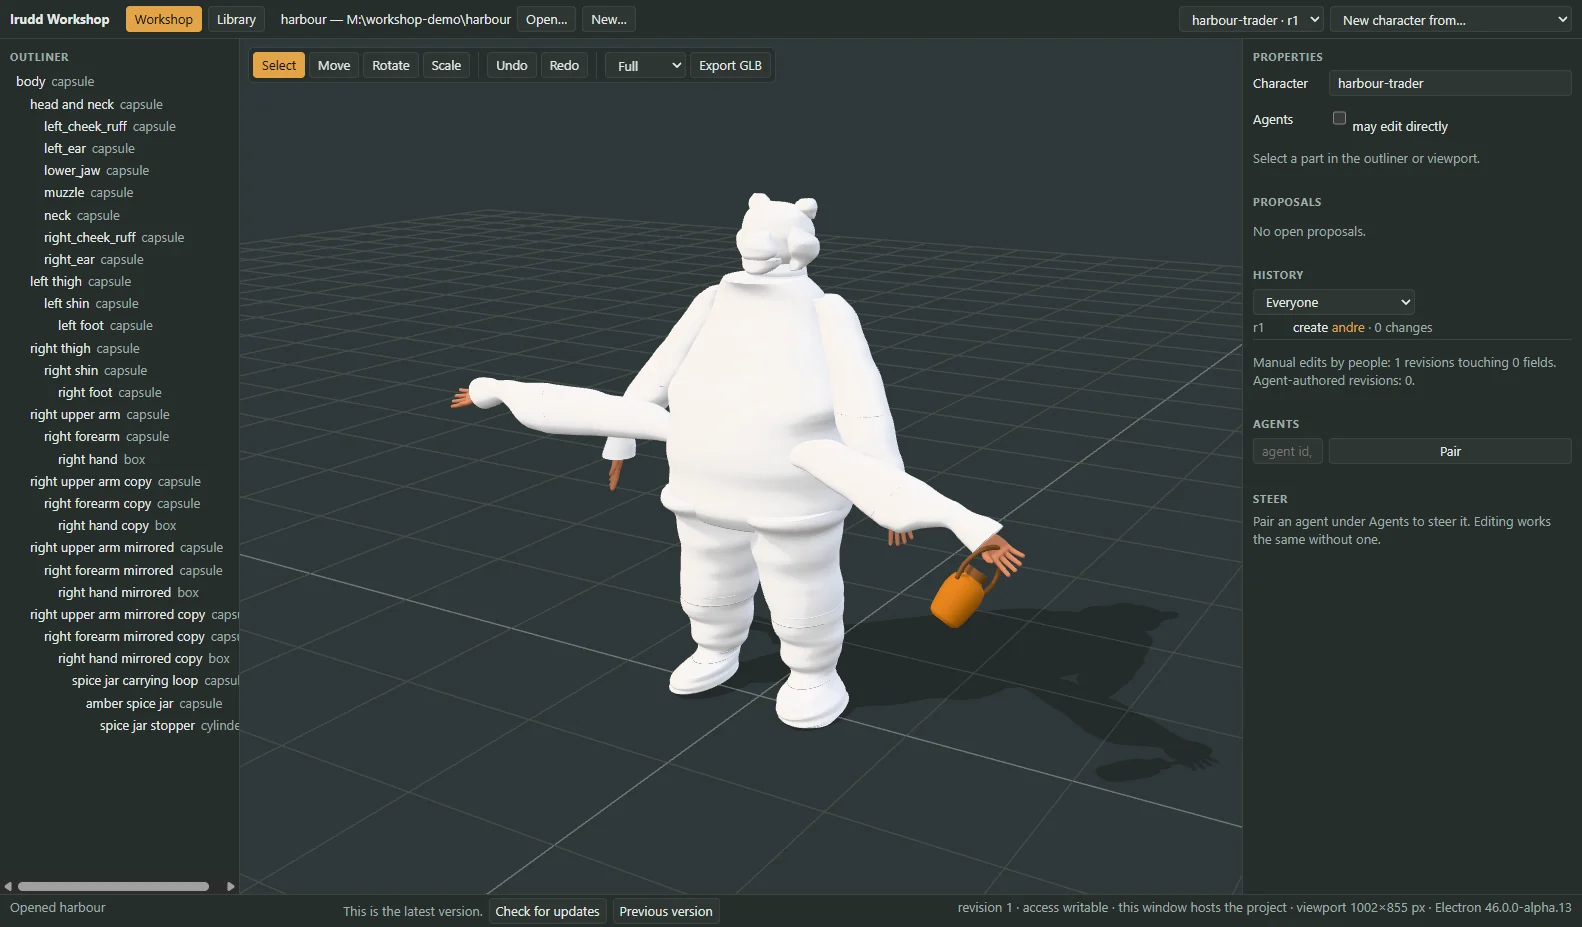 Irudd Workshop Workshop Library harbour — M:\workshop-demo\harbour Open... New... harbour-trader · r1 New character from...
OUTLINER
body capsule
head and neck capsule
left_cheek_ruff capsule
left_ear capsule
lower_jaw capsule
muzzle capsule
neck capsule
right_cheek_ruff capsule
right_ear capsule
left thigh capsule
left shin capsule
left foot capsule
right thigh capsule
right shin capsule
right foot capsule
right upper arm capsule
right forearm capsule
right hand box
right upper arm copy capsule
right forearm copy capsule
right hand copy box
right upper arm mirrored capsule
right forearm mirrored capsule
right hand mirrored box
right upper arm mirrored copy capsu
right forearm mirrored copy capsu
right hand mirrored copy box
spice jar carrying loop capsul
amber spice jar capsule
spice jar stopper cylinde
Select Move Rotate Scale Undo Redo Full Export GLB
PROPERTIES
Character harbour-trader
Agents may edit directly
Select a part in the outliner or viewport.
PROPOSALS
No open proposals.
HISTORY
Everyone
r1 create andre · 0 changes
Manual edits by people: 1 revisions touching 0 fields.
Agent-authored revisions: 0.
AGENTS
agent id, Pair
STEER
Pair an agent under Agents to steer it. Editing works
the same without one.
Opened harbour This is the latest version. Check for updates Previous version revision 1 · access writable · this window hosts the project · viewport 1002×855 px · Electron 46.0.0-alpha.13